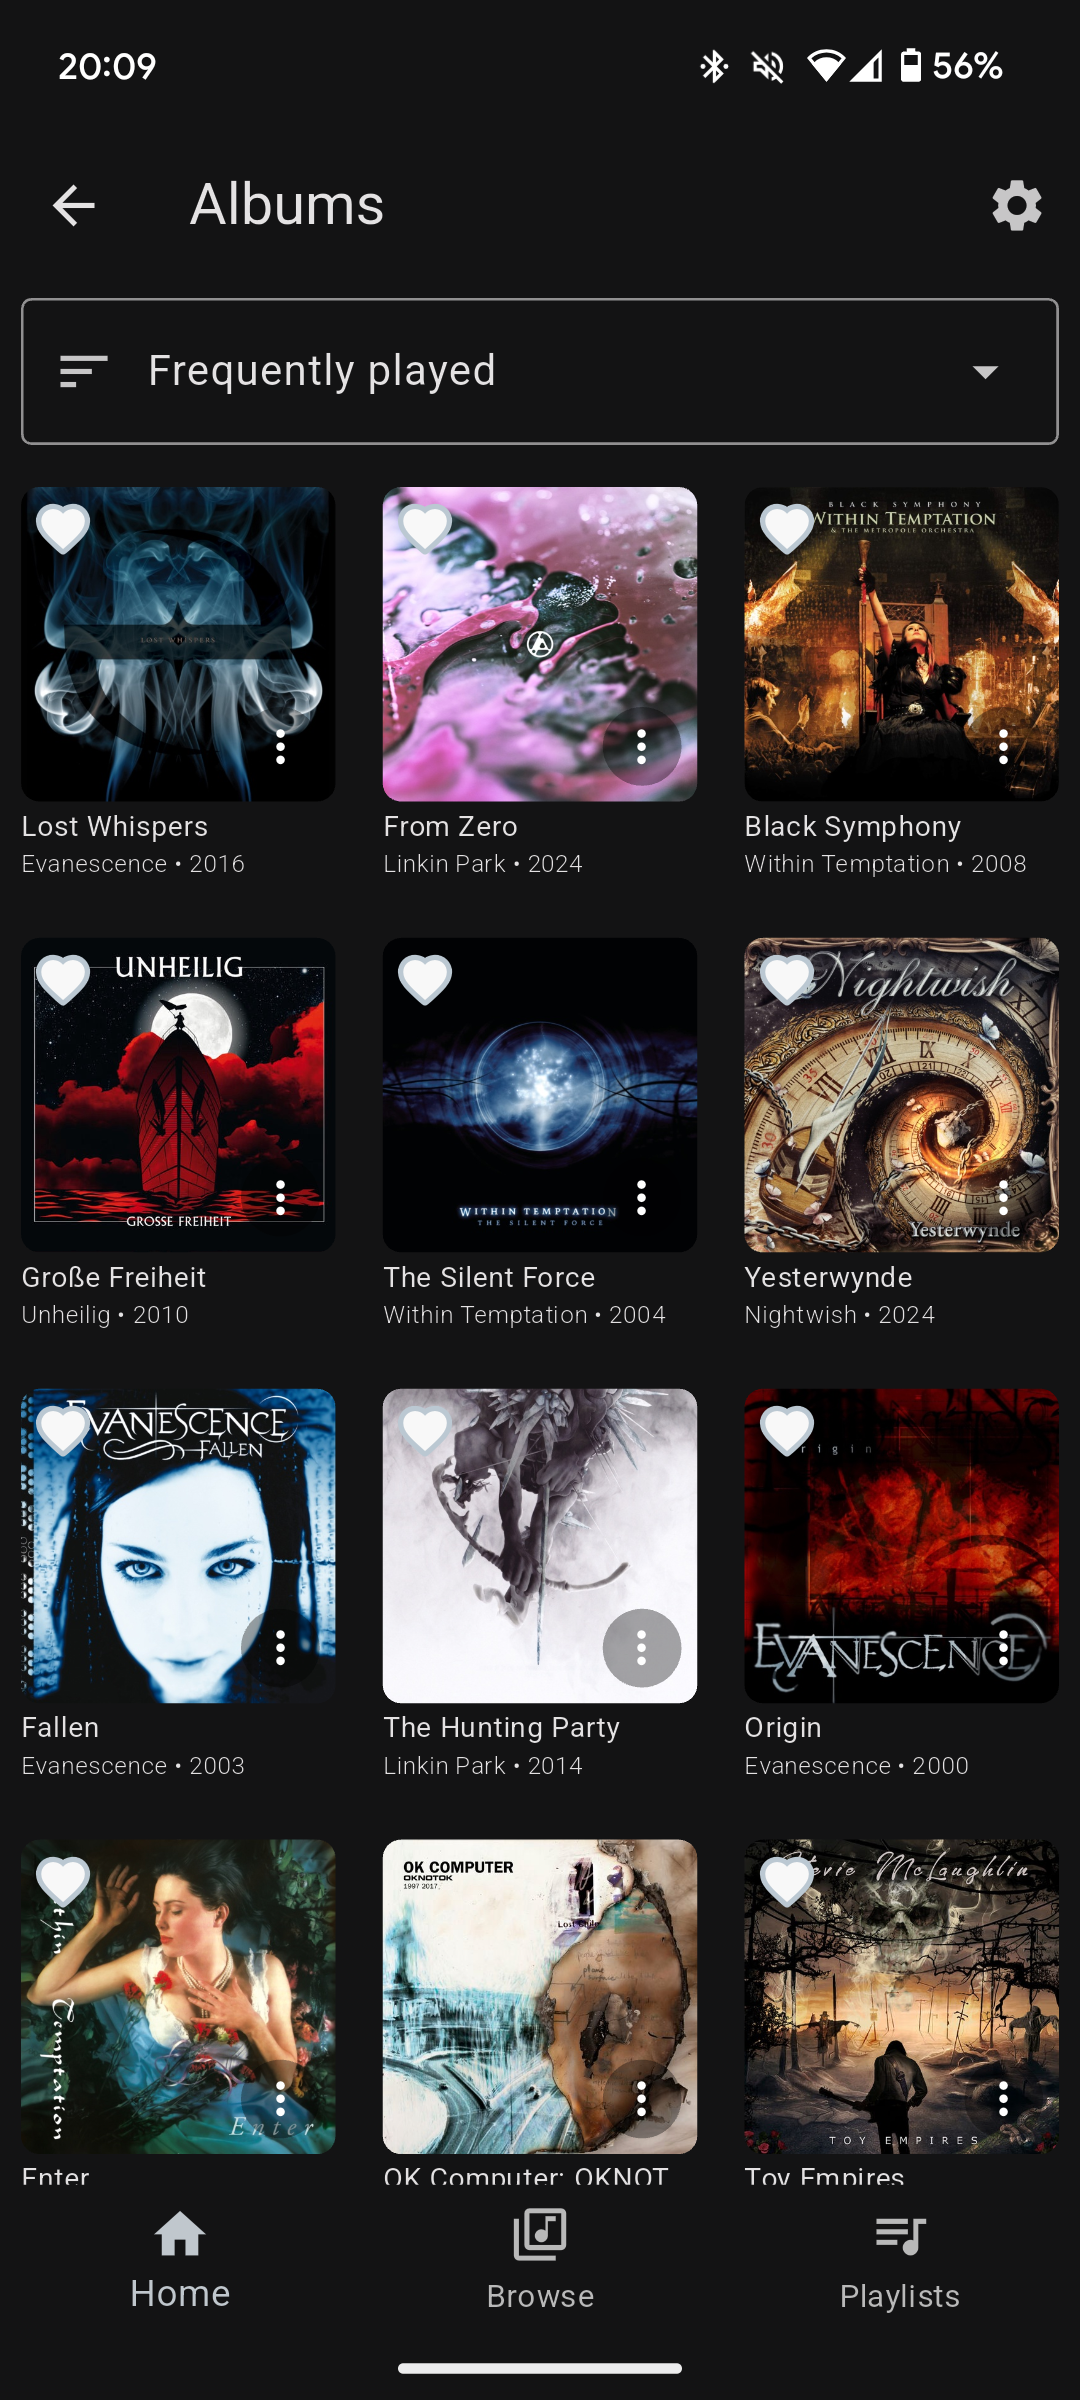 20:09
56%
Albums
Frequently played
LOST WHISPERS
BLACK SYMPHONY
WITHIN TEMPTATION
& THE METROPOLE ORCHESTRA
Lost Whispers
Evanescence • 2016
From Zero
Linkin Park • 2024
Black Symphony
Within Temptation • 2008
UNHEILIG
GROSSE FREIHEIT
WITHIN TEMPTATION
THE SILENT FORCE
Nightwish
Yesterwynde
Große Freiheit
Unheilig • 2010
The Silent Force
Within Temptation • 2004
Yesterwynde
Nightwish • 2024
EVANESCENCE
FALLEN
rigin
EVANESCENCE
Fallen
Evanescence • 2003
The Hunting Party
Linkin Park • 2014
Origin
Evanescence • 2000
thin Temptation
Enter
OK COMPUTER
OKNOTOK
1997 2017
Stevie McLaughlin
TOY EMPIRES
Enter
OK Computer: OKNOT
Toy Empires
Home
Browse
Playlists